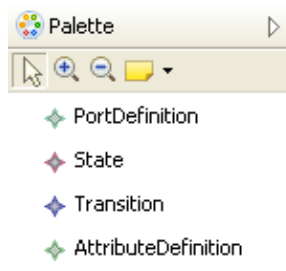 Palette
PortDefinition
State
Transition
AttributeDefinition